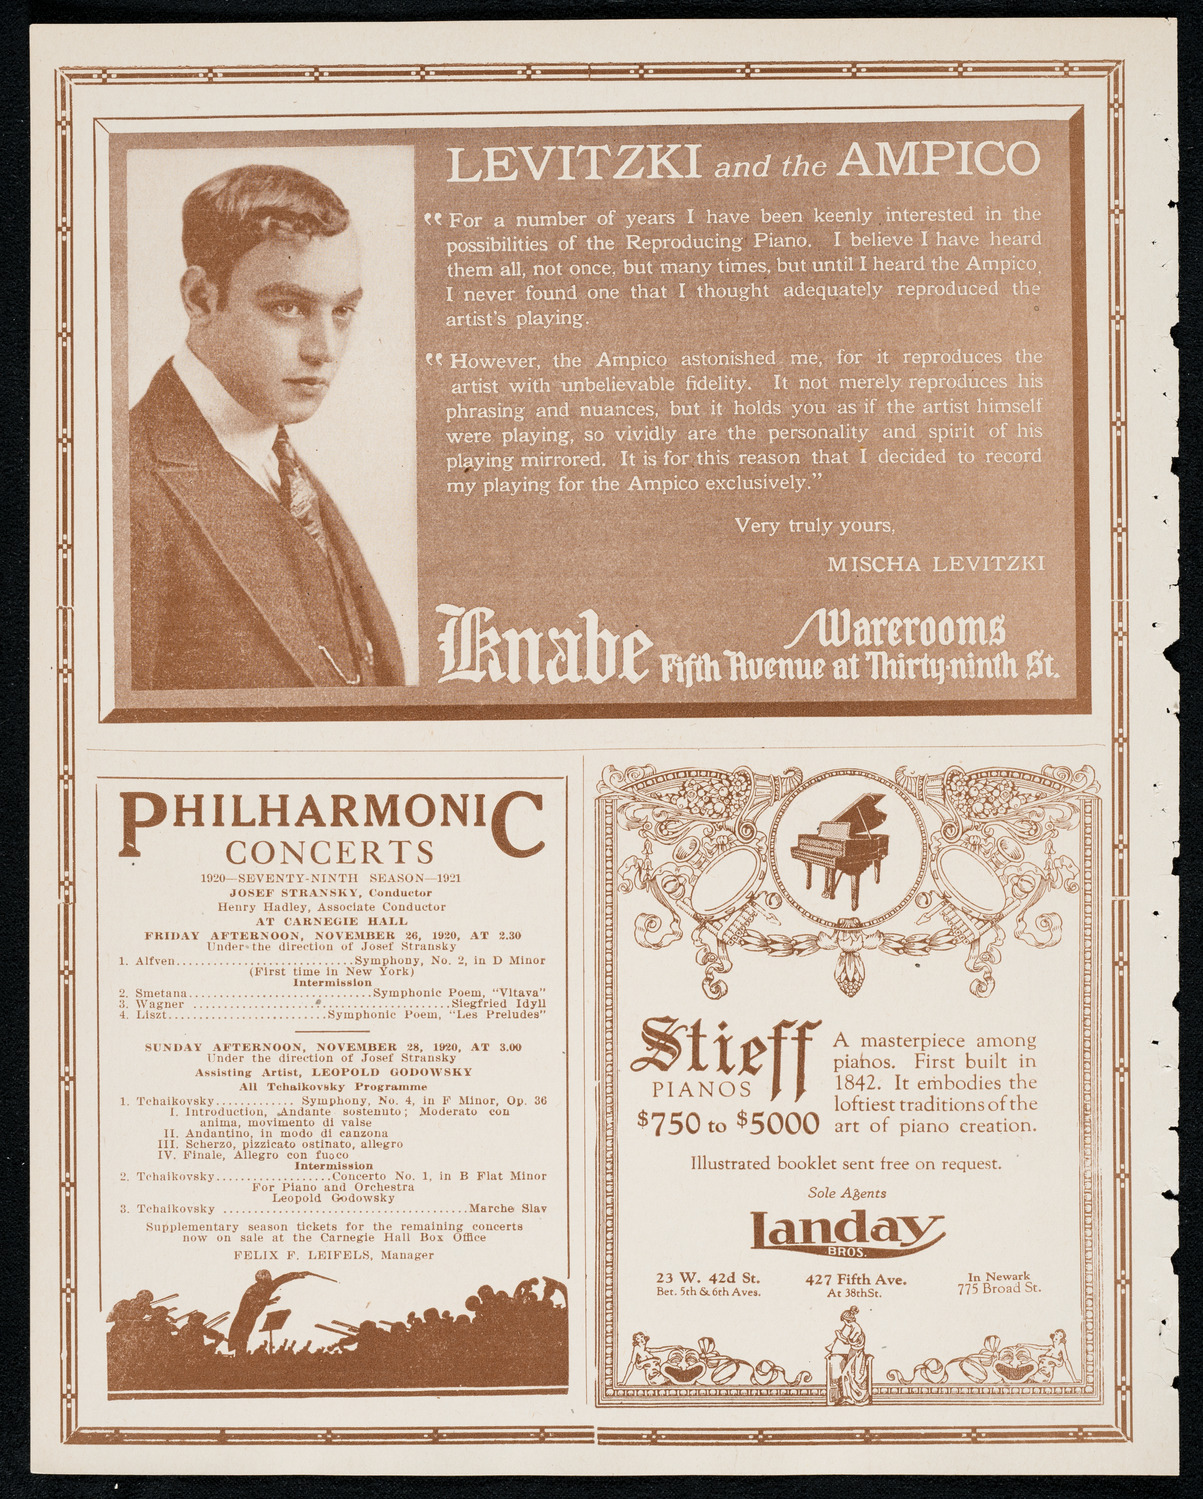 LEVITZKI and the AMPICO
“For a number of years I have been keenly interested in the
possibilities of the Reproducing Piano. I believe I have heard
them all, not once, but many times, but until I heard the Ampico,
I never found one that I thought adequately reproduced the
artist's playing.
“However, the Ampico astonished me, for it reproduces the
artist with unbelievable fidelity. It not merely reproduces his
phrasing and nuances, but it holds you as if the artist himself
were playing, so vividly are the personality and spirit of his
playing mirrored. It is for this reason that I decided to record
my playing for the Ampico exclusively.”
Very truly yours,
MISCHA LEVITZKI
Knabe Warerooms
Fifth Avenue at Thirty-ninth St.
PHILHARMONIC
CONCERTS
1920—SEVENTY-NINTH SEASON—1921
JOSEF STRANSKY, Conductor
Henry Hadley, Associate Conductor
AT CARNEGIE HALL
FRIDAY AFTERNOON, NOVEMBER 26, 1920, AT 2.30
Under the direction of Josef Stransky
1. Alfven............................Symphony, No. 2, in D Minor
(First time in New York)
Intermission
2. Smetana.............................Symphonic Poem, “Vltava”
3. Wagner ........................................Siegfried Idyll
4. Liszt.........................Symphonic Poem, “Les Preludes”
SUNDAY AFTERNOON, NOVEMBER 28, 1920, AT 3.00
Under the direction of Josef Stransky
Assisting Artist, LEOPOLD GODOWSKY
All Tchaikovsky Programme
1. Tchaikovsky............. Symphony, No. 4, in F Minor, Op. 36
I. Introduction, Andante sostenuto; Moderato con
anima, movimento di valse
II. Andantino, in modo di canzona
III. Scherzo, pizzicato ostinato, allegro
IV. Finale, Allegro con fuoco
Intermission
2. Tchaikovsky...................Concerto No. 1, in B Flat Minor
For Piano and Orchestra
Leopold Godowsky
3. Tchaikovsky ........................................Marche Slav
Supplementary season tickets for the remaining concerts
now on sale at the Carnegie Hall Box Office
FELIX F. LEIFELS, Manager
Stieff
PIANOS
$750 to $5000
A masterpiece among
pianos. First built in
1842. It embodies the
loftiest traditions of the
art of piano creation.
Illustrated booklet sent free on request.
Sole Agents
Landay
BROS.
23 W. 42d St.
Bet. 5th & 6th Aves.
427 Fifth Ave.
At 38th St.
In Newark
775 Broad St.